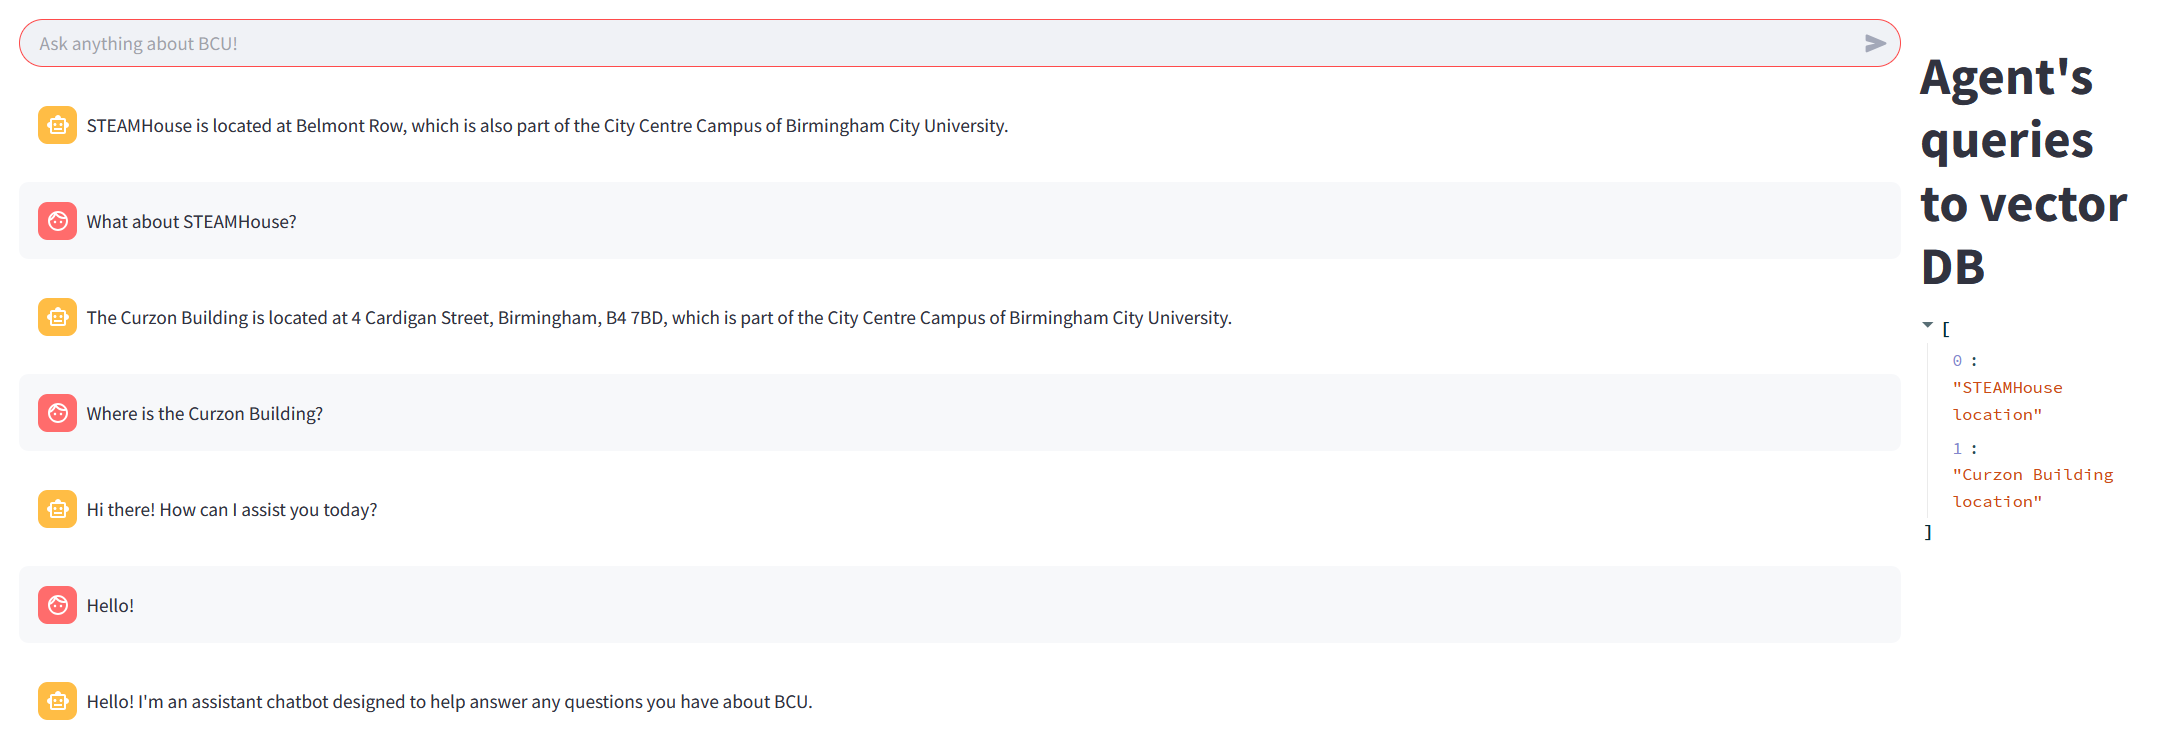 Ask anything about BCU!
STEAMHouse is located at Belmont Row, which is also part of the City Centre Campus of Birmingham City University.
What about STEAMHouse?
The Curzon Building is located at 4 Cardigan Street, Birmingham, B4 7BD, which is part of the City Centre Campus of Birmingham City University.
Where is the Curzon Building?
Hi there! How can I assist you today?
Hello!
Hello! I'm an assistant chatbot designed to help answer any questions you have about BCU.
Agent's
queries
to vector
DB
[
0 :
"STEAMHouse
location"
1 :
"Curzon Building
location"
]